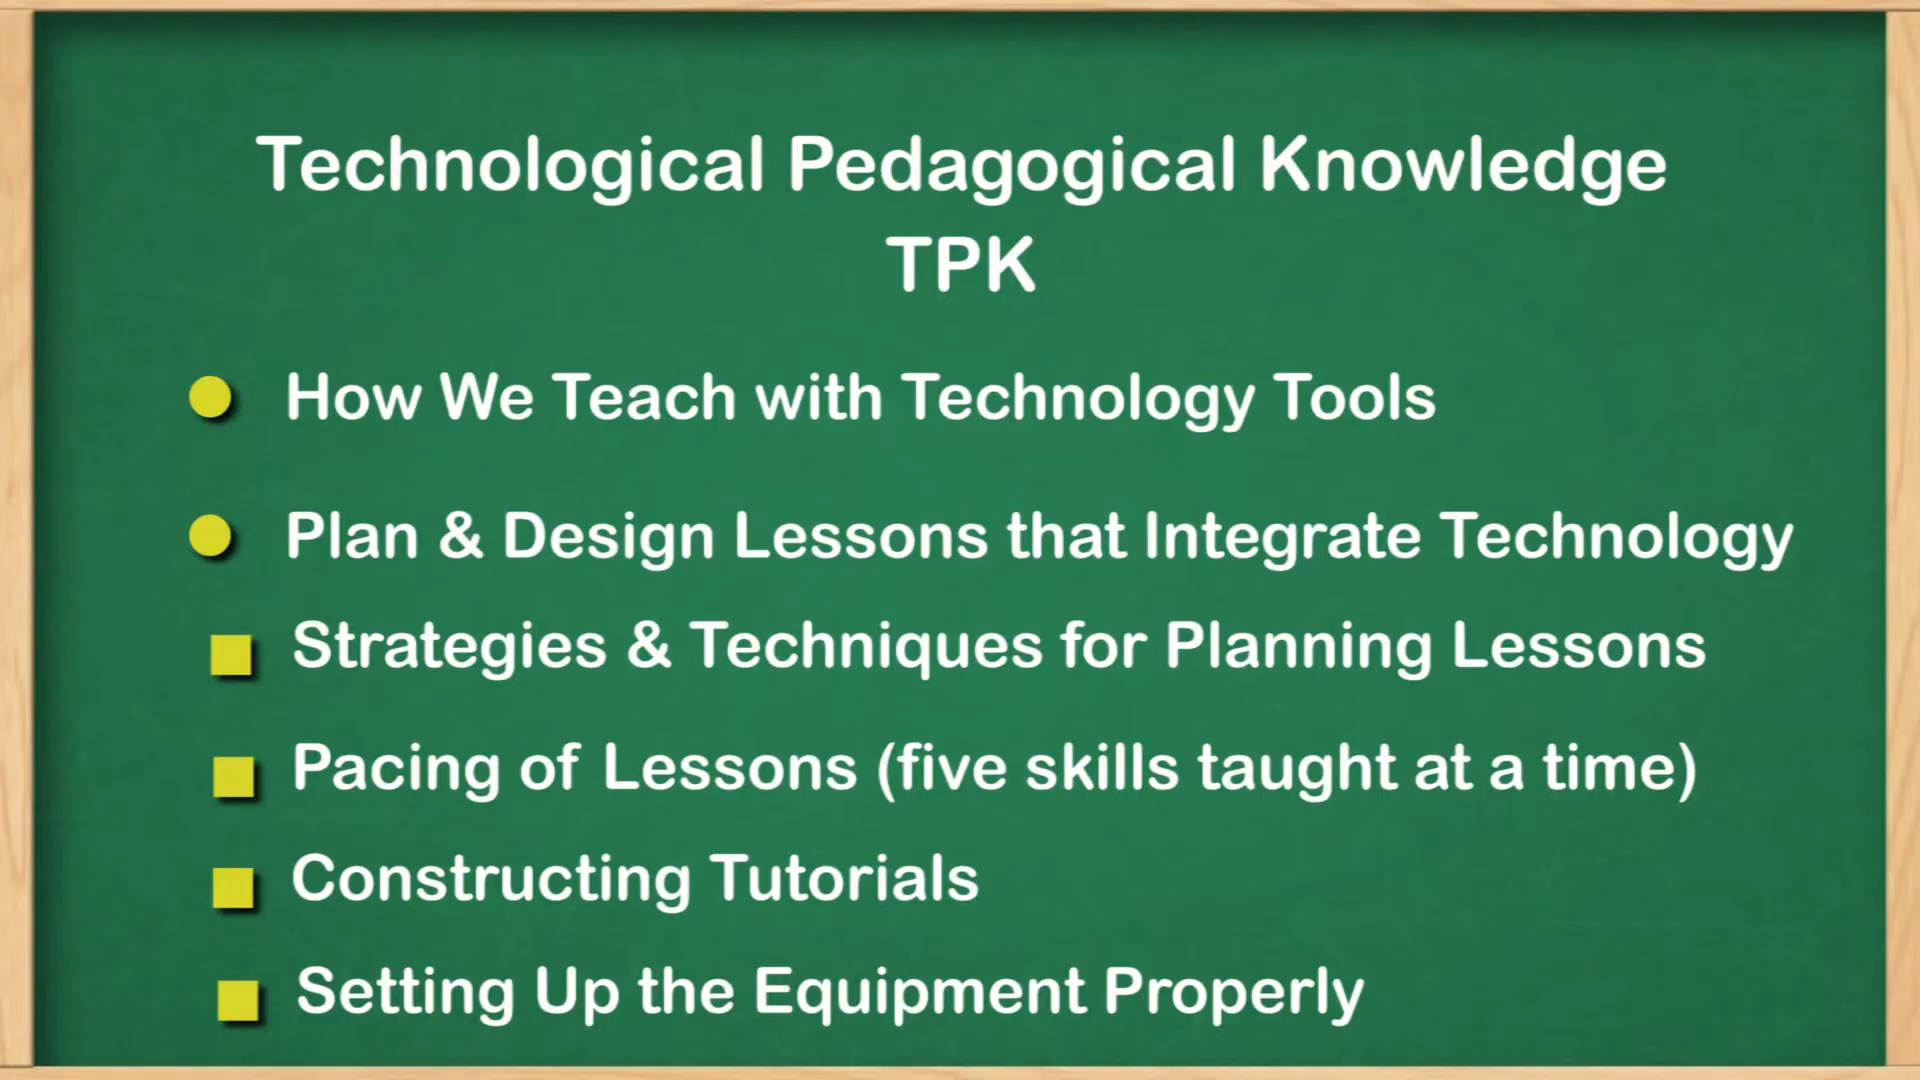 Technological Pedagogical Knowledge
TPK
How We Teach with Technology Tools
Plan & Design Lessons that Integrate Technology
Strategies & Techniques for Planning Lessons
Pacing of Lessons (five skills taught at a time)
Constructing Tutorials
Setting Up the Equipment Properly